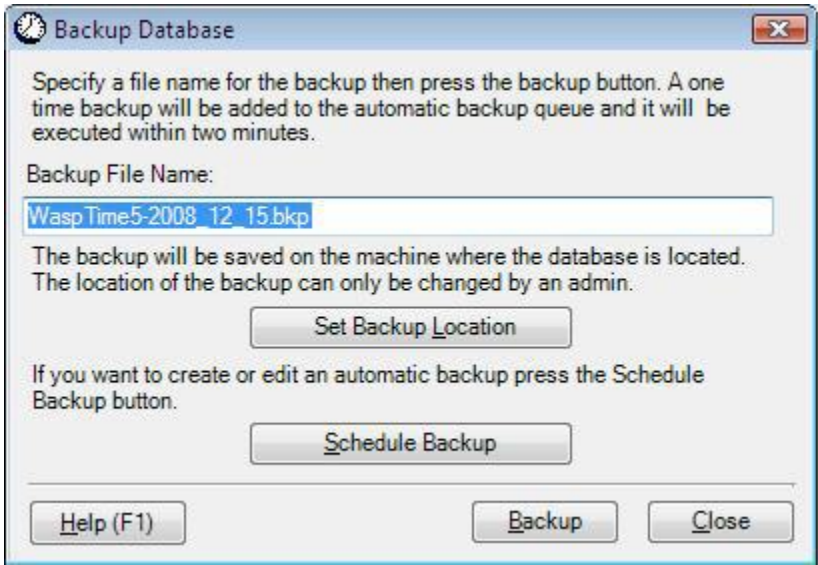 Backup Database
Specify a file name for the backup then press the backup button. A one
time backup will be added to the automatic backup queue and it will be
executed within two minutes.
Backup File Name:
WaspTime5-2008_12_15.bkp
The backup will be saved on the machine where the database is located.
The location of the backup can only be changed by an admin.
Set Backup Location
If you want to create or edit an automatic backup press the Schedule
Backup button.
Schedule Backup
Help (F1) Backup Close